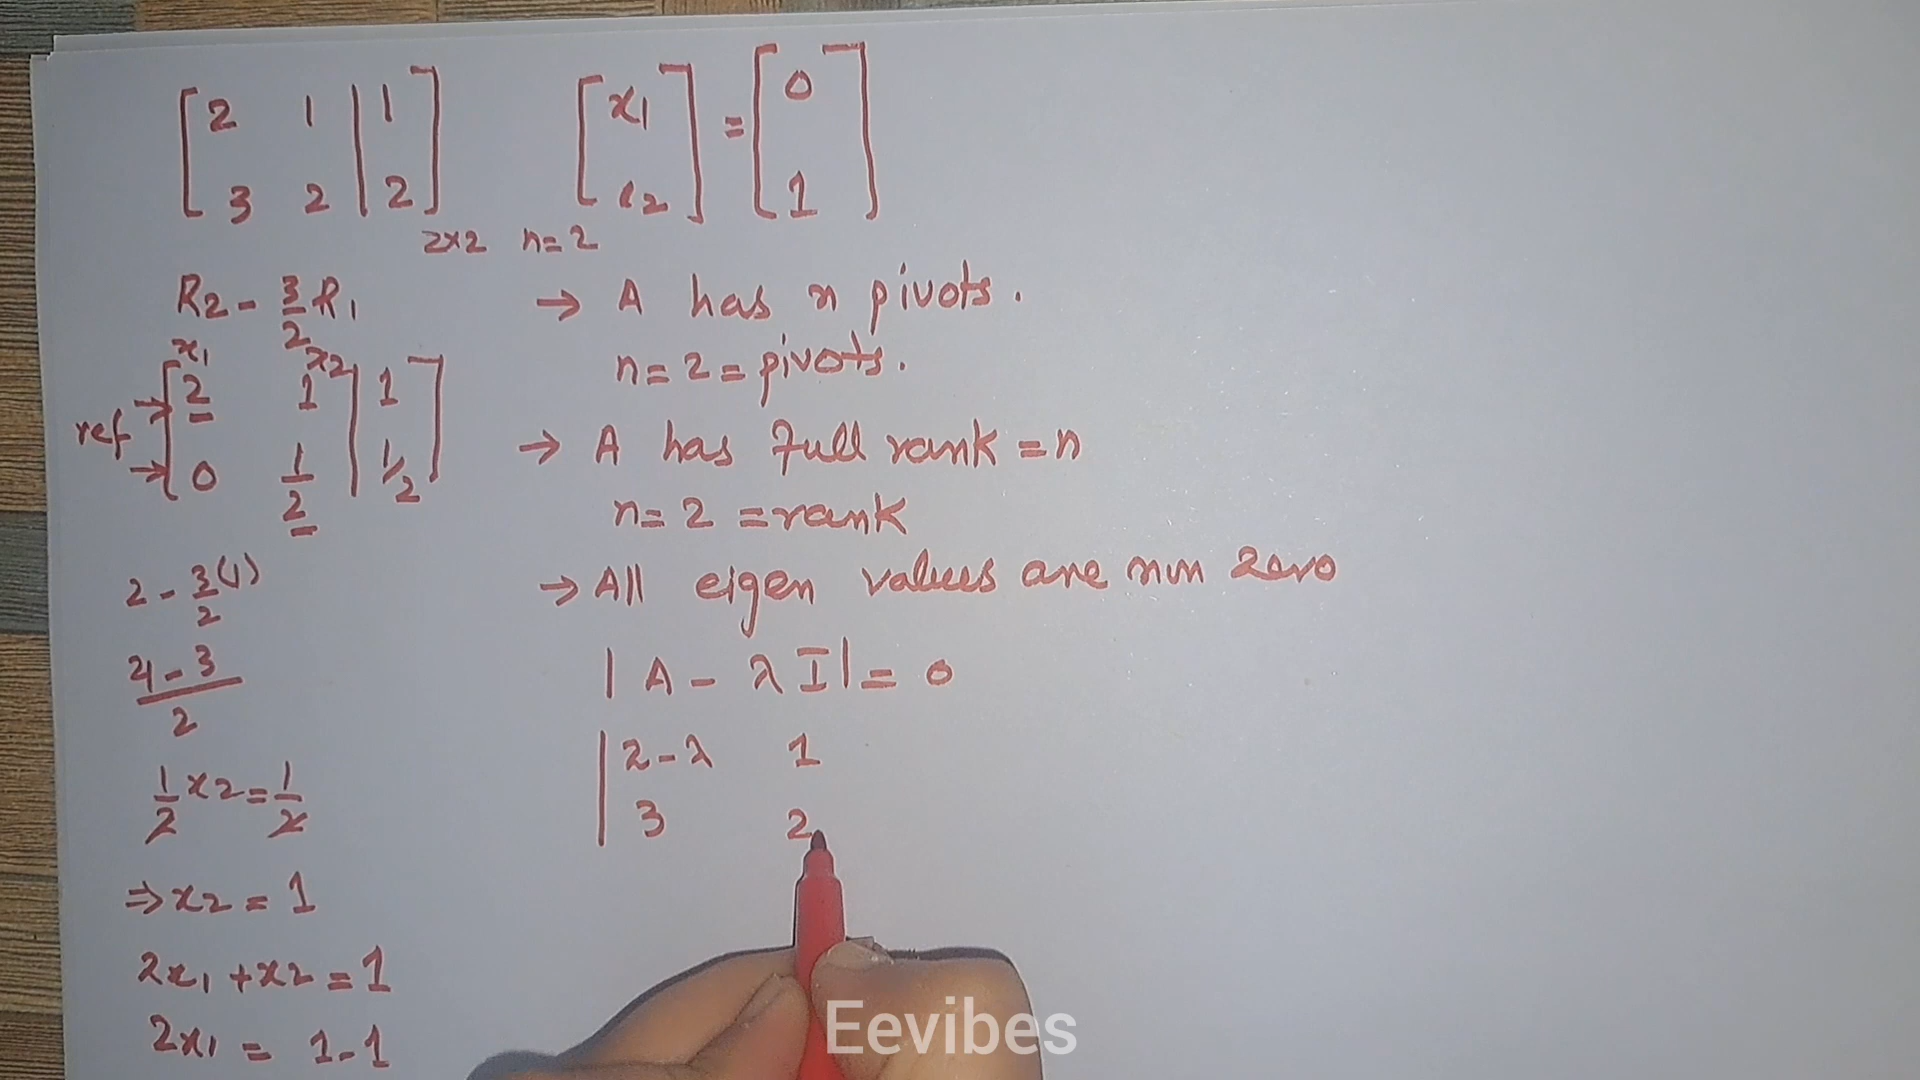 [2 1 | 1] [x1] = [0]
[3 2 | 2] [x2] [1]
2×2 n=2
R2 - 3/2 R1
x1 x2
ref [2 1 | 1]
[0 1/2 | 1/2]
2 - 3/2 (1)
4-3/2
1/2 x2 = 1/2
⇒ x2 = 1
2x1 + x2 = 1
2x1 = 1-1
→ A has n pivots.
n = 2 = pivots.
→ A has full rank = n
n = 2 = rank
→ All eigen values are non zero
|A - λI| = 0
|2-λ 1
|3 2
Eevibes